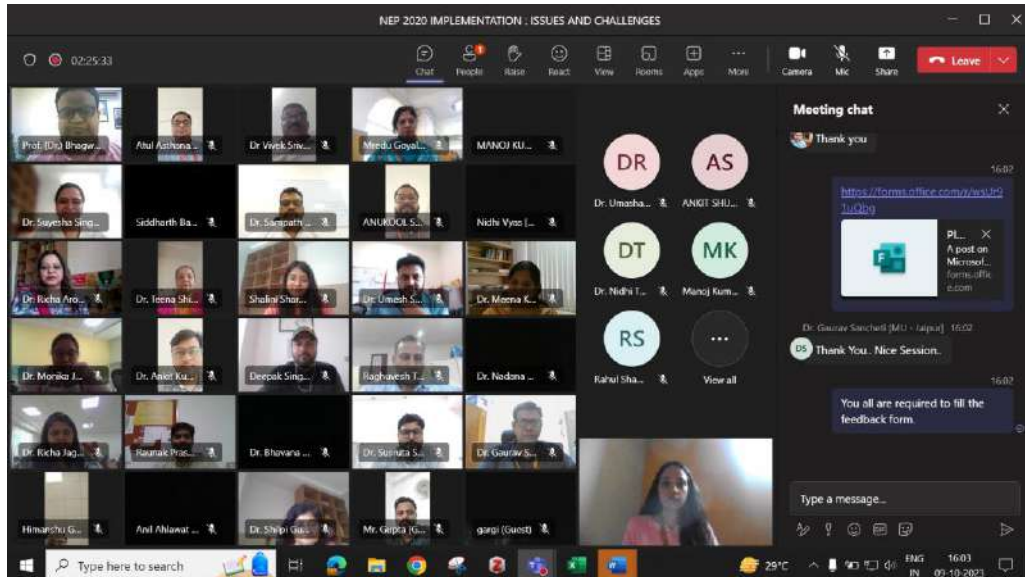 NEP 2020 IMPLEMENTATION : ISSUES AND CHALLENGES
02:25:33
Chat
People
Raise
React
View
Rooms
Apps
More
Camera
Mic
Share
Leave
Prof. (Dr.) Bhagw...
Atul Asthana...
Dr Vivek Sriv...
Mredu Goyal...
MANOJ KU...
Dr. Suyesha Sing...
Siddharth Ba...
Dr. Sampath ...
ANUKOOL S...
Nidhi Vyas (...
Dr. Richa Aro...
Dr. Teena Shi...
Shalini Shar...
Dr. Umesh S...
Dr. Meena K...
Dr. Monika J...
Dr. Ankit Ku...
Deepak Sing...
Raghuvesh T...
Dr. Nadana ...
Dr. Richa Jag...
Raunak Pras...
Dr. Bhavana ...
Dr. Susruta S...
Dr. Gaurav S...
Himanshu G...
Anil Ahlawat ...
Dr. Shilpi Gu...
Mr. Gupta (G...
gargi (Guest)
DR
AS
Dr. Umasha...
ANKIT SHU...
DT
MK
Dr. Nidhi T...
Manoj Kum...
RS
...
Rahul Sha...
View all
Meeting chat
Thank you
16:02
https://forms.office.com/r/wsUr9
1uQbg
PL...
A post on
Microsof...
forms.offic
e.com
Dr. Gaurav Sancheti [MU - Jaipur] 16:02
DS
Thank You.. Nice Session..
16:02
You all are required to fill the
feedback form.
Type a message...
Type here to search
29°C
ENG
IN
16:03
09-10-2023